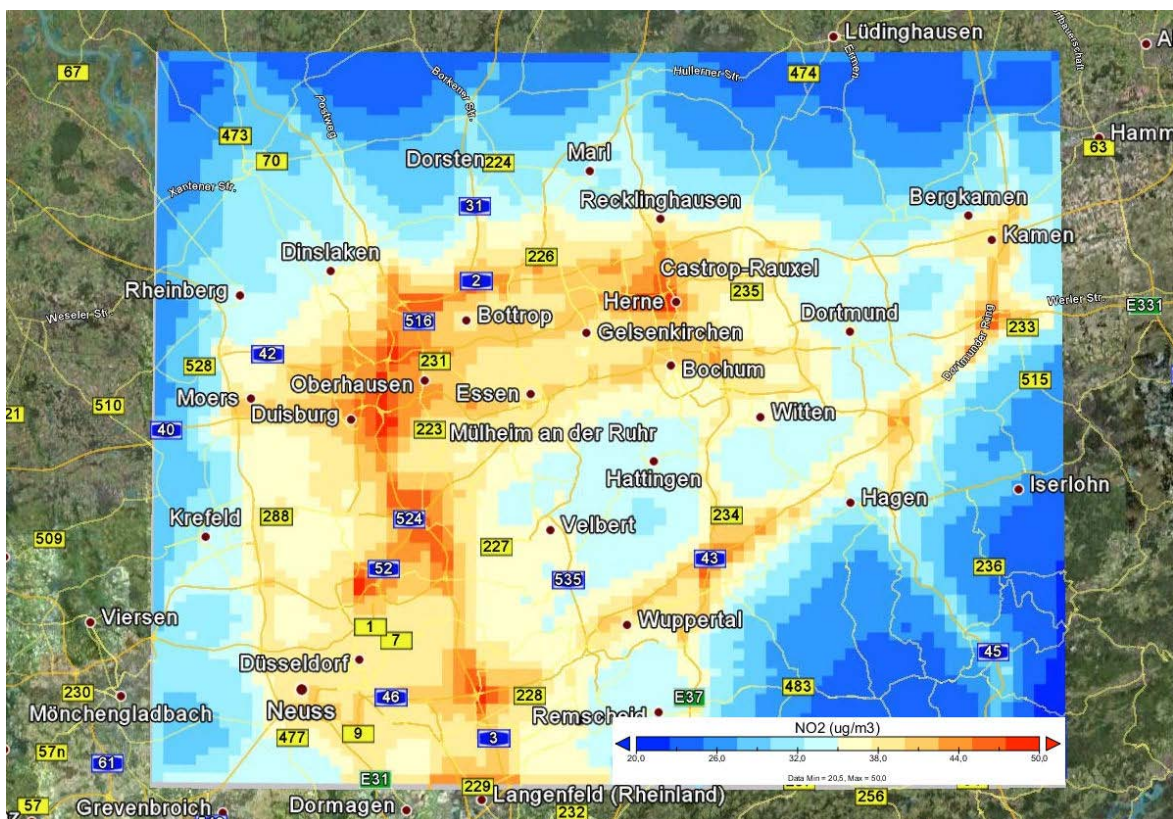 Lüdinghausen
Ermen
67
Borkener Str.
Hullerner Str.
474
Postweg
473
Hamm
63
70
Dorsten
224
Marl
Xantener Str.
31
Recklinghausen
Bergkamen
Kamen
Dinslaken
226
2
Castrop-Rauxel
235
Rheinberg
Herne
Dortmund
Werler Str.
E331
Weseler Str.
516
Bottrop
Gelsenkirchen
233
42
231
Dortmunder Ring
528
Oberhausen
Bochum
515
Moers
Essen
510
21
Duisburg
Witten
40
223
Mülheim an der Ruhr
Hattingen
Iserlohn
Hagen
288
524
234
Krefeld
Velbert
509
227
43
52
535
236
Viersen
1
Wuppertal
7
Düsseldorf
45
230
46
228
E37
483
Neuss
Mönchengladbach
Remscheid
477
9
3
57n
61
NO2 (ug/m3)
20,0 26,0 32,0 38,0 44,0 50,0
Data Min = 20,5, Max = 50,0
E31
229
Langenfeld (Rheinland)
57
Grevenbroich
Dormagen
232
256